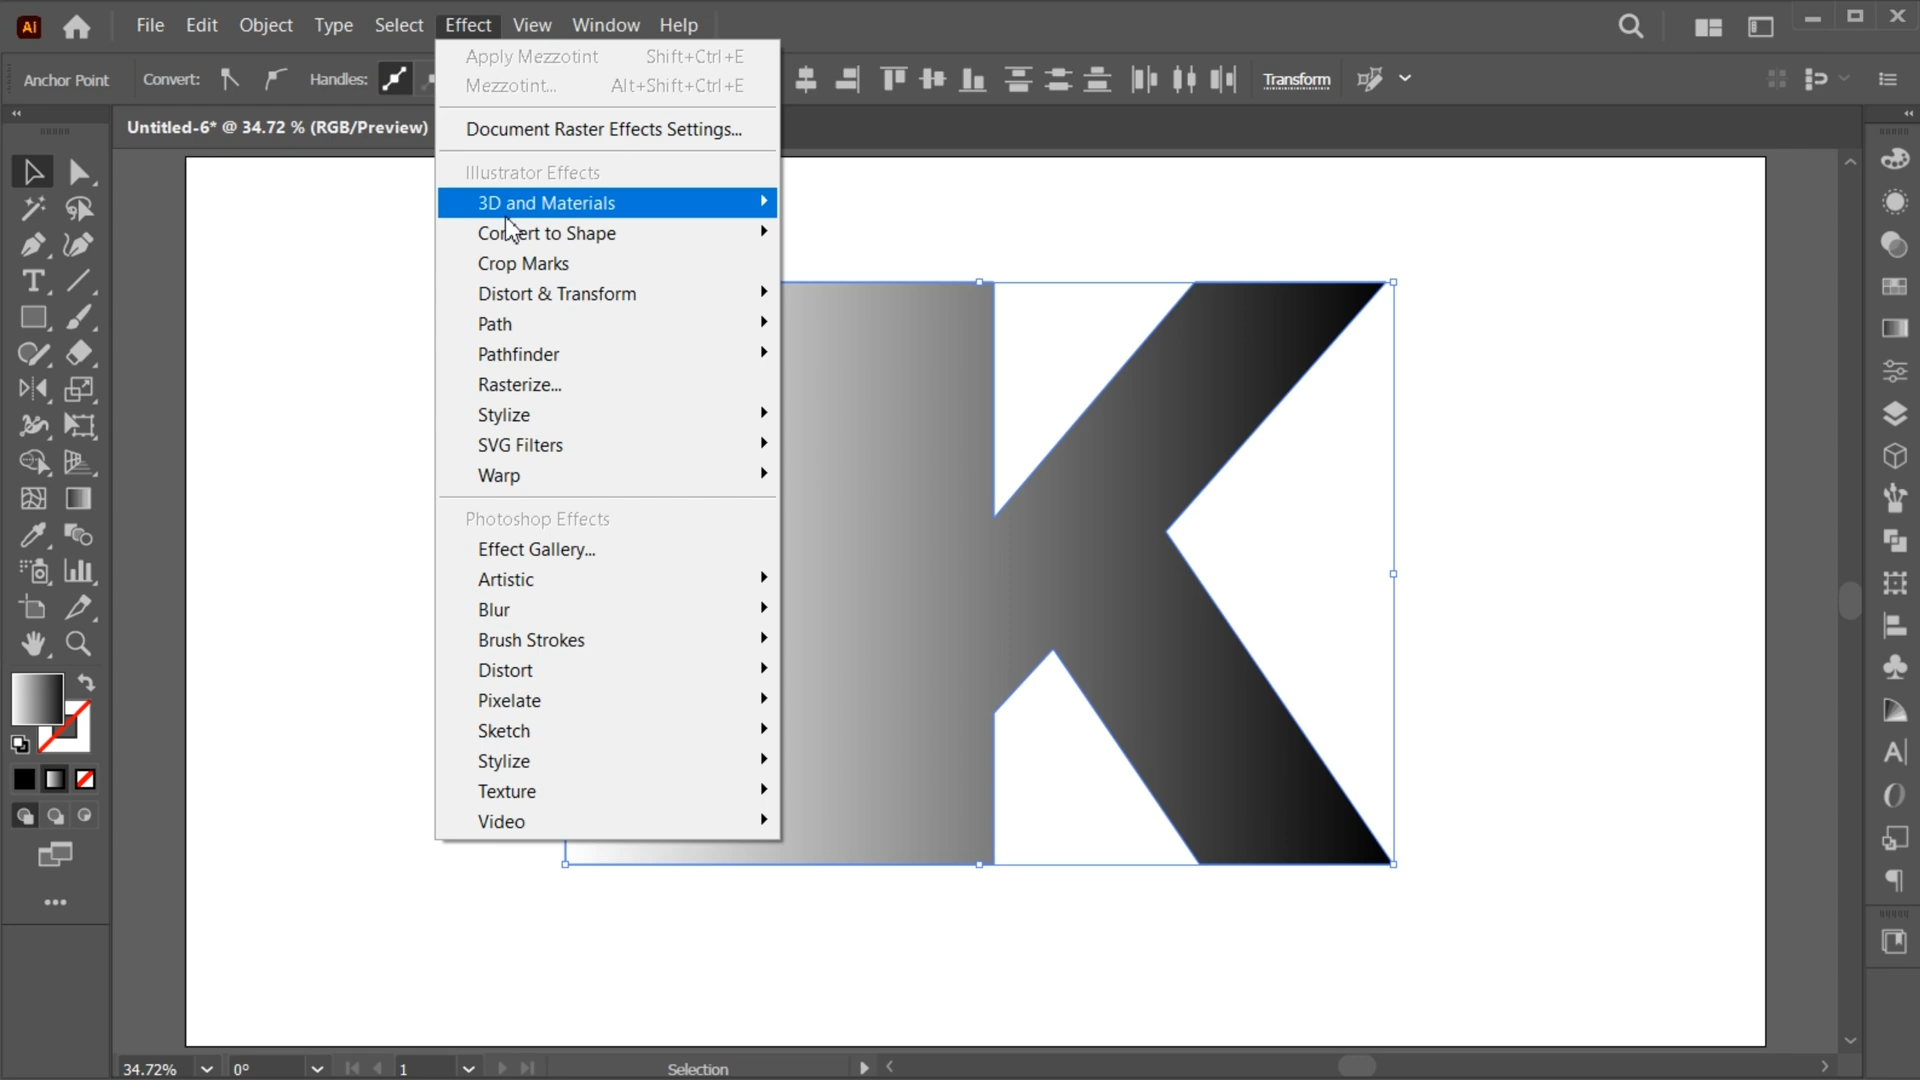 Ai File Edit Object Type Select Effect View Window Help
Anchor Point Convert: Handles: Transform
Untitled-6* @ 34.72 % (RGB/Preview)
Apply Mezzotint Shift+Ctrl+E
Mezzotint... Alt+Shift+Ctrl+E
Document Raster Effects Settings...
Illustrator Effects
3D and Materials
Convert to Shape
Crop Marks
Distort & Transform
Path
Pathfinder
Rasterize...
Stylize
SVG Filters
Warp
Photoshop Effects
Effect Gallery...
Artistic
Blur
Brush Strokes
Distort
Pixelate
Sketch
Stylize
Texture
Video
K
34.72% 0° 1 Selection